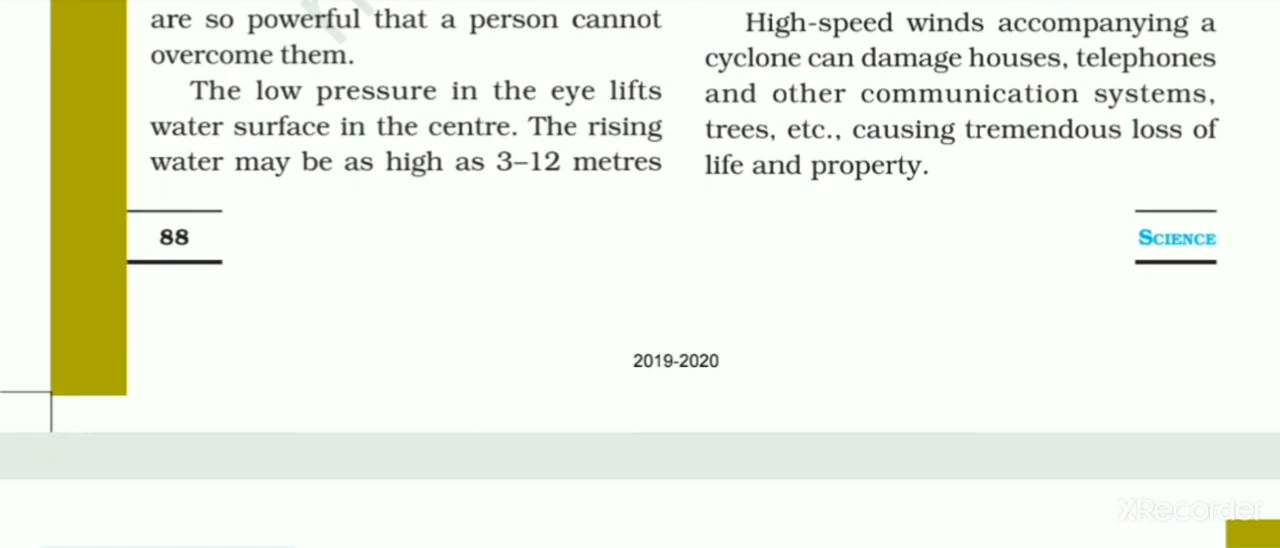 are so powerful that a person cannot
overcome them.
The low pressure in the eye lifts
water surface in the centre. The rising
water may be as high as 3–12 metres
High-speed winds accompanying a
cyclone can damage houses, telephones
and other communication systems,
trees, etc., causing tremendous loss of
life and property.
88
SCIENCE
2019-2020
XRecorder